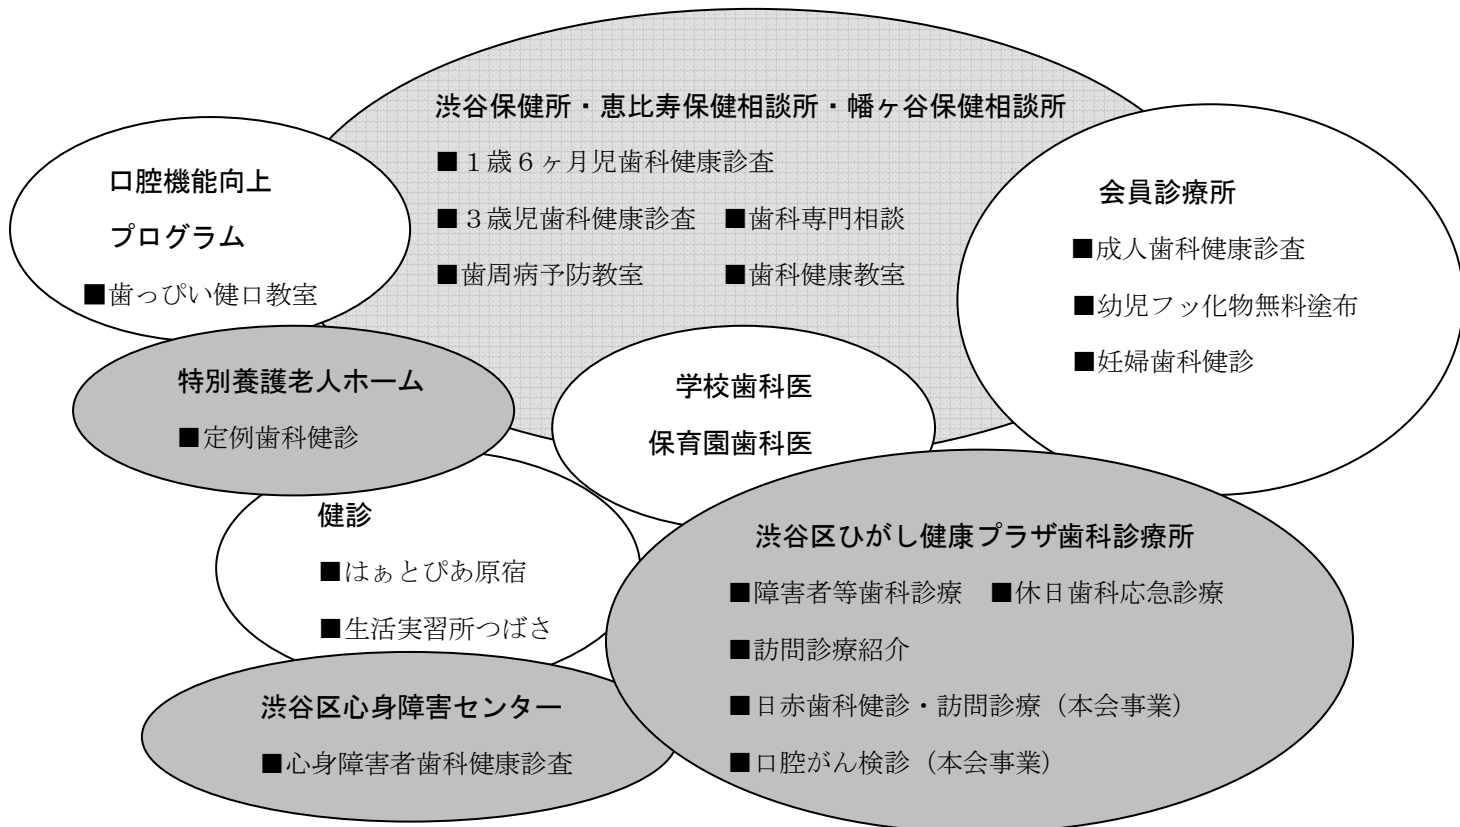 渋谷保健所・恵比寿保健相談所・幡ヶ谷保健相談所
■１歳６ヶ月児歯科健康診査
■３歳児歯科健康診査　■歯科専門相談
■歯周病予防教室　■歯科健康教室
口腔機能向上
プログラム
■歯っぴい健口教室
会員診療所
■成人歯科健康診査
■幼児フッ化物無料塗布
■妊婦歯科健診
特別養護老人ホーム
■定例歯科健診
学校歯科医
保育園歯科医
健診
■はぁとぴあ原宿
■生活実習所つばさ
渋谷区ひがし健康プラザ歯科診療所
■障害者等歯科診療　■休日歯科応急診療
■訪問診療紹介
■日赤歯科健診・訪問診療（本会事業）
■口腔がん検診（本会事業）
渋谷区心身障害センター
■心身障害者歯科健康診査